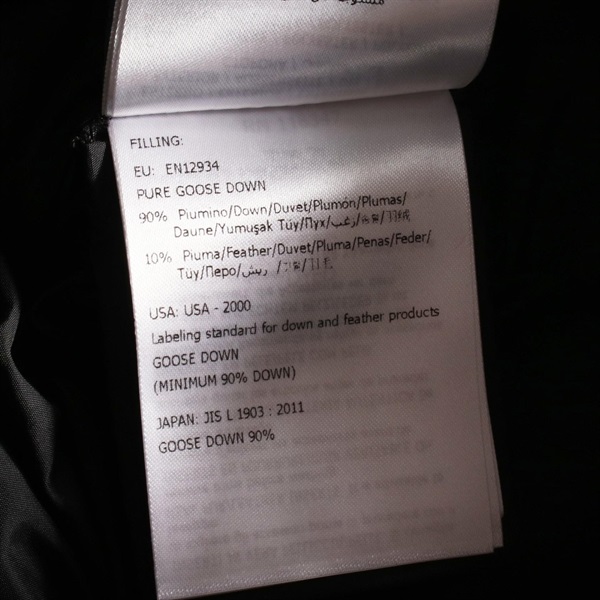 FILLING:
EU: EN12934
PURE GOOSE DOWN
90% Piumino/Down/Duvet/Plumón/Plumas/
Daune/Yumuşak Tüy/Пух/زغب/
10% Piuma/Feather/Duvet/Pluma/Penas/Feder/
Tüy/Перо/ريش/
USA: USA - 2000
Labeling standard for down and feather products
GOOSE DOWN
(MINIMUM 90% DOWN)
JAPAN: JIS L 1903 : 2011
GOOSE DOWN 90%